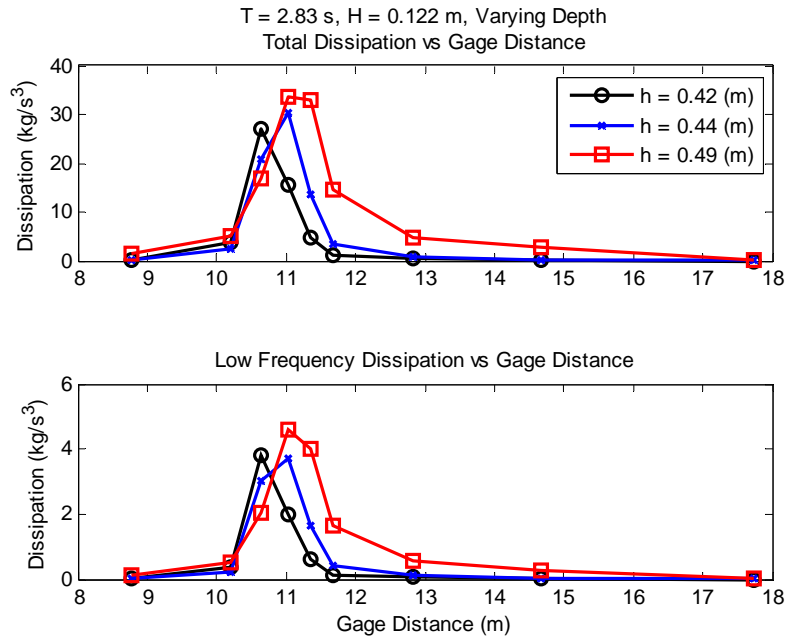 T = 2.83 s, H = 0.122 m, Varying Depth
Total Dissipation vs Gage Distance
40
30
20
10
0
Dissipation (kg/s³)
h = 0.42 (m)
h = 0.44 (m)
h = 0.49 (m)
8 9 10 11 12 13 14 15 16 17 18
Low Frequency Dissipation vs Gage Distance
6
4
2
0
Dissipation (kg/s³)
8 9 10 11 12 13 14 15 16 17 18
Gage Distance (m)